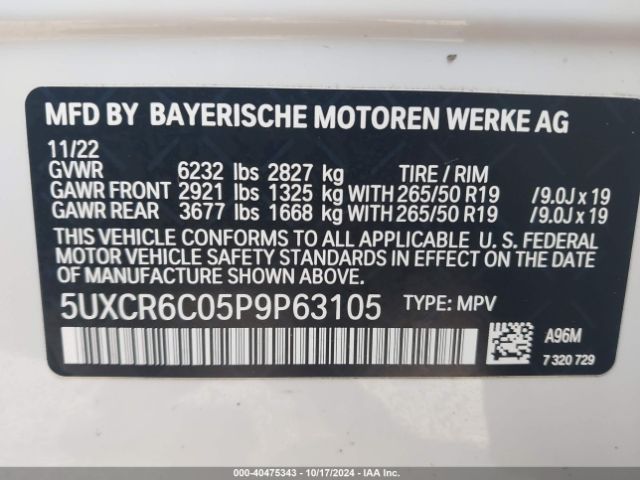 MFD BY BAYERISCHE MOTOREN WERKE AG
11/22
GVWR 6232 lbs 2827 kg TIRE / RIM
GAWR FRONT 2921 lbs 1325 kg WITH 265/50 R19 /9.0J x 19
GAWR REAR 3677 lbs 1668 kg WITH 265/50 R19 /9.0J x 19
THIS VEHICLE CONFORMS TO ALL APPLICABLE U. S. FEDERAL
MOTOR VEHICLE SAFETY STANDARDS IN EFFECT ON THE DATE
OF MANUFACTURE SHOWN ABOVE.
5UXCR6C05P9P63105 TYPE: MPV
A96M
7 320 729
000-40475343 | 10/17/2024 | COPYRIGHT IAA, LLC.